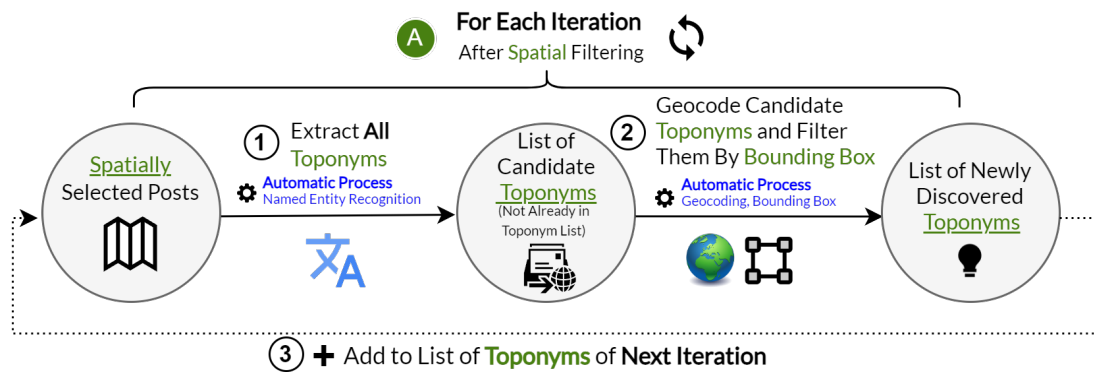 A
For Each Iteration
After Spatial Filtering
Spatially
Selected Posts
1
Extract All
Toponyms
Automatic Process
Named Entity Recognition
A
List of
Candidate
Toponyms
(Not Already in
Toponym List)
2
Geocode Candidate
Toponyms and Filter
Them By Bounding Box
Automatic Process
Geocoding, Bounding Box
List of Newly
Discovered
Toponyms
3 + Add to List of Toponyms of Next Iteration